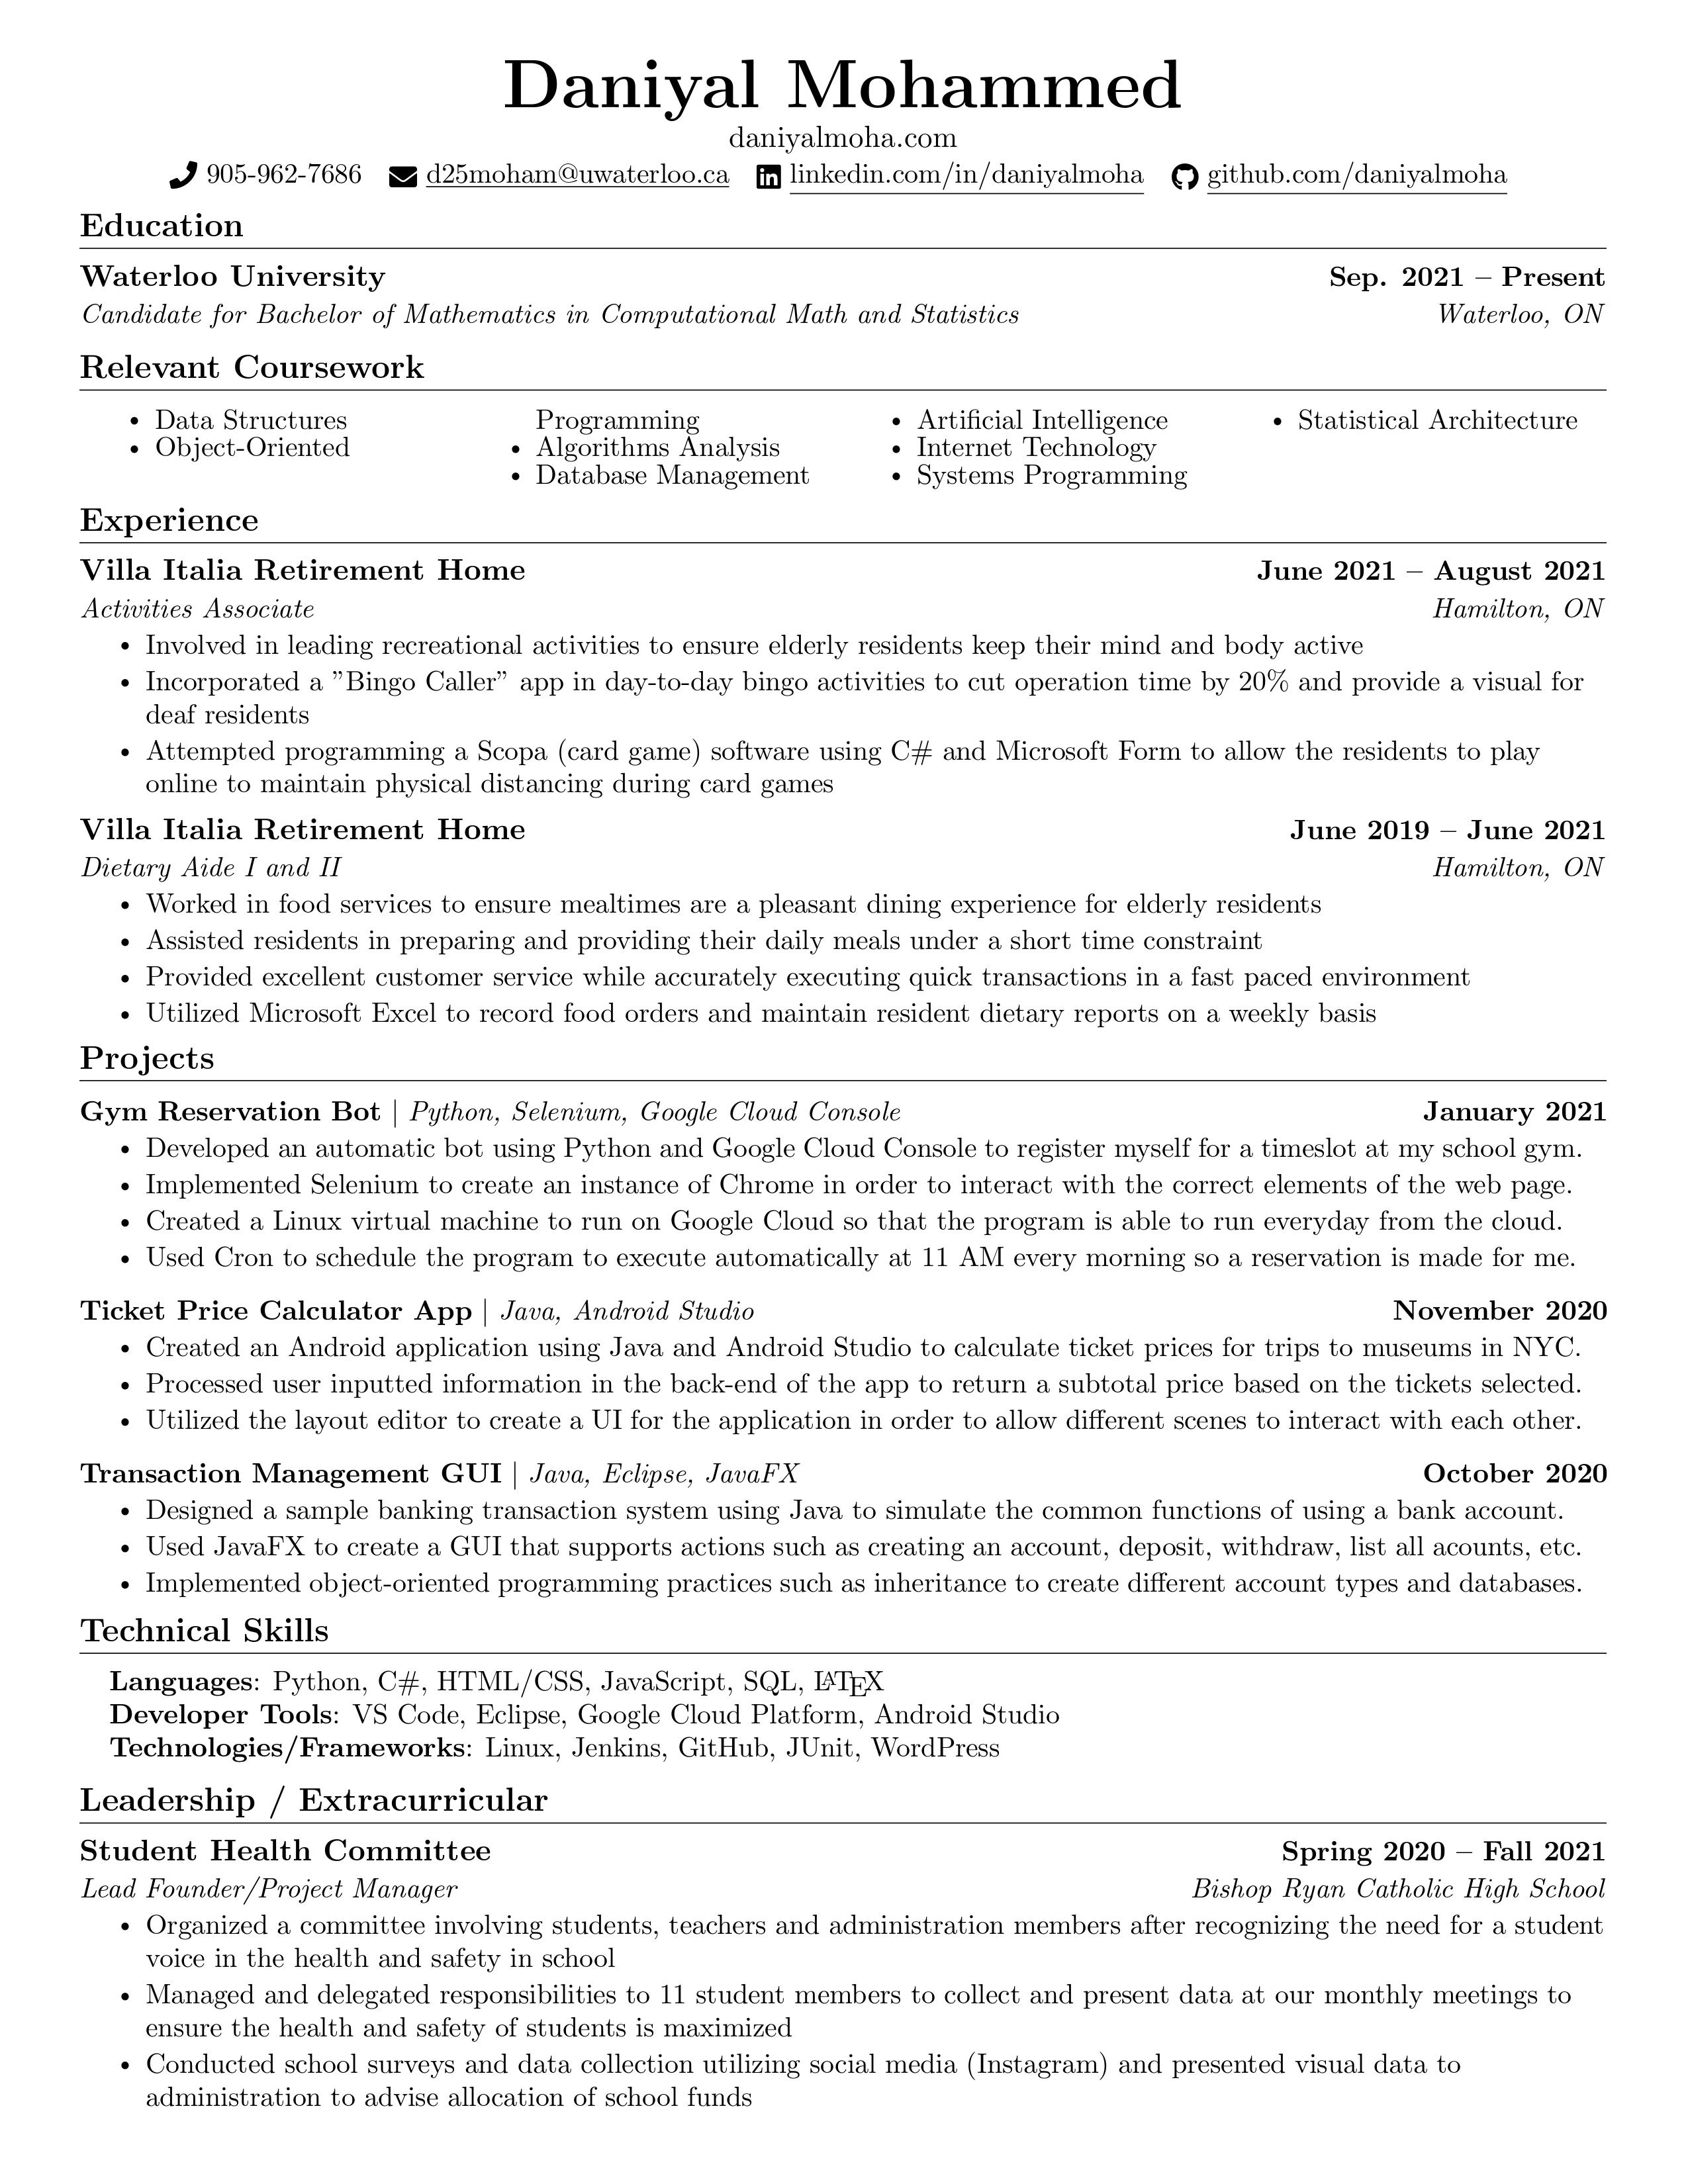 Daniyal Mohammed
daniyalmoha.com
905-962-7686 d25moham@uwaterloo.ca linkedin.com/in/daniyalmoha github.com/daniyalmoha
Education
Waterloo University Sep. 2021 – Present
Candidate for Bachelor of Mathematics in Computational Math and Statistics Waterloo, ON
Relevant Coursework
• Data Structures
• Object-Oriented
Programming
• Algorithms Analysis
• Database Management
• Artificial Intelligence
• Internet Technology
• Systems Programming
• Statistical Architecture
Experience
Villa Italia Retirement Home June 2021 – August 2021
Activities Associate Hamilton, ON
• Involved in leading recreational activities to ensure elderly residents keep their mind and body active
• Incorporated a ”Bingo Caller” app in day-to-day bingo activities to cut operation time by 20% and provide a visual for
deaf residents
• Attempted programming a Scopa (card game) software using C# and Microsoft Form to allow the residents to play
online to maintain physical distancing during card games
Villa Italia Retirement Home June 2019 – June 2021
Dietary Aide I and II Hamilton, ON
• Worked in food services to ensure mealtimes are a pleasant dining experience for elderly residents
• Assisted residents in preparing and providing their daily meals under a short time constraint
• Provided excellent customer service while accurately executing quick transactions in a fast paced environment
• Utilized Microsoft Excel to record food orders and maintain resident dietary reports on a weekly basis
Projects
Gym Reservation Bot | Python, Selenium, Google Cloud Console January 2021
• Developed an automatic bot using Python and Google Cloud Console to register myself for a timeslot at my school gym.
• Implemented Selenium to create an instance of Chrome in order to interact with the correct elements of the web page.
• Created a Linux virtual machine to run on Google Cloud so that the program is able to run everyday from the cloud.
• Used Cron to schedule the program to execute automatically at 11 AM every morning so a reservation is made for me.
Ticket Price Calculator App | Java, Android Studio November 2020
• Created an Android application using Java and Android Studio to calculate ticket prices for trips to museums in NYC.
• Processed user inputted information in the back-end of the app to return a subtotal price based on the tickets selected.
• Utilized the layout editor to create a UI for the application in order to allow different scenes to interact with each other.
Transaction Management GUI | Java, Eclipse, JavaFX October 2020
• Designed a sample banking transaction system using Java to simulate the common functions of using a bank account.
• Used JavaFX to create a GUI that supports actions such as creating an account, deposit, withdraw, list all acounts, etc.
• Implemented object-oriented programming practices such as inheritance to create different account types and databases.
Technical Skills
Languages: Python, C#, HTML/CSS, JavaScript, SQL, LATEX
Developer Tools: VS Code, Eclipse, Google Cloud Platform, Android Studio
Technologies/Frameworks: Linux, Jenkins, GitHub, JUnit, WordPress
Leadership / Extracurricular
Student Health Committee Spring 2020 – Fall 2021
Lead Founder/Project Manager Bishop Ryan Catholic High School
• Organized a committee involving students, teachers and administration members after recognizing the need for a student
voice in the health and safety in school
• Managed and delegated responsibilities to 11 student members to collect and present data at our monthly meetings to
ensure the health and safety of students is maximized
• Conducted school surveys and data collection utilizing social media (Instagram) and presented visual data to
administration to advise allocation of school funds